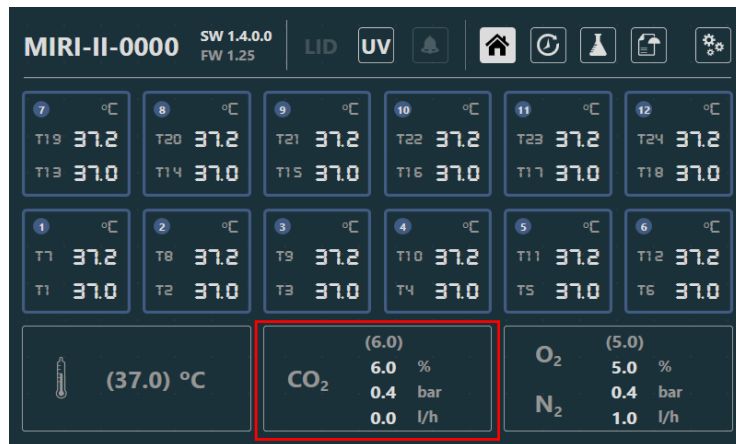 MIRI-II-0000 SW 1.4.0.0 LID UV
FW 1.25
7 °C 8 °C 9 °C 10 °C 11 °C 12 °C
T19 37.2 T20 37.2 T21 37.2 T22 37.2 T23 37.2 T24 37.2
T13 37.0 T14 37.0 T15 37.0 T16 37.0 T17 37.0 T18 37.0
1 °C 2 °C 3 °C 4 °C 5 °C 6 °C
T7 37.2 T8 37.2 T9 37.2 T10 37.2 T11 37.2 T12 37.2
T1 37.0 T2 37.0 T3 37.0 T4 37.0 T5 37.0 T6 37.0
(37.0) °C
CO₂
(6.0)
6.0 %
0.4 bar
0.0 l/h
O₂
N₂
(5.0)
5.0 %
0.4 bar
1.0 l/h